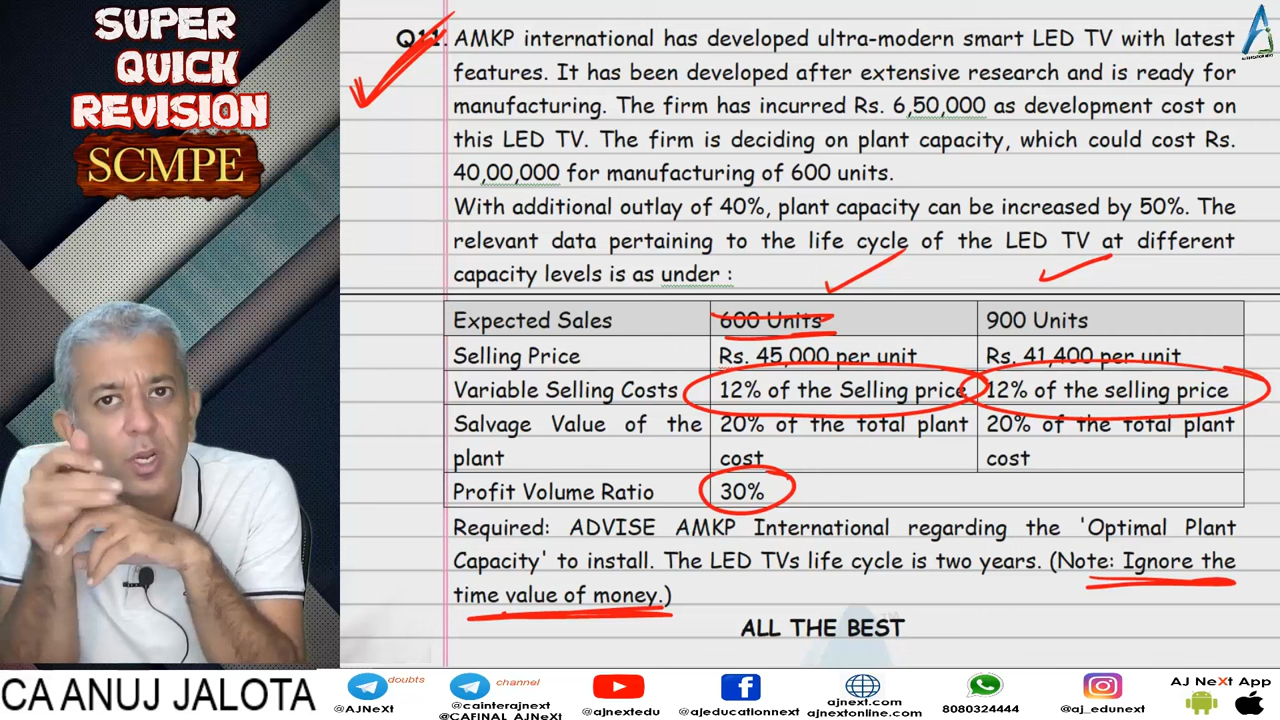 SUPER
QUICK
REVISION
SCMPE
Q11. AMKP international has developed ultra-modern smart LED TV with latest
features. It has been developed after extensive research and is ready for
manufacturing. The firm has incurred Rs. 6,50,000 as development cost on
this LED TV. The firm is deciding on plant capacity, which could cost Rs.
40,00,000 for manufacturing of 600 units.
With additional outlay of 40%, plant capacity can be increased by 50%. The
relevant data pertaining to the life cycle of the LED TV at different
capacity levels is as under :
Expected Sales 600 Units 900 Units
Selling Price Rs. 45,000 per unit Rs. 41,400 per unit
Variable Selling Costs 12% of the Selling price 12% of the selling price
Salvage Value of the 20% of the total plant 20% of the total plant
plant cost cost
Profit Volume Ratio 30%
Required: ADVISE AMKP International regarding the 'Optimal Plant
Capacity' to install. The LED TVs life cycle is two years. (Note: Ignore the
time value of money.)
ALL THE BEST
CA ANUJ JALOTA
doubts
@AJNeXt
channel
@cainterajnext
@CAFINAL_AJNeXt
@ajnextedu
@ajeducationnext
ajnext.com
ajnextonline.com
8080324444
@aj_edunext
AJ NeXt App